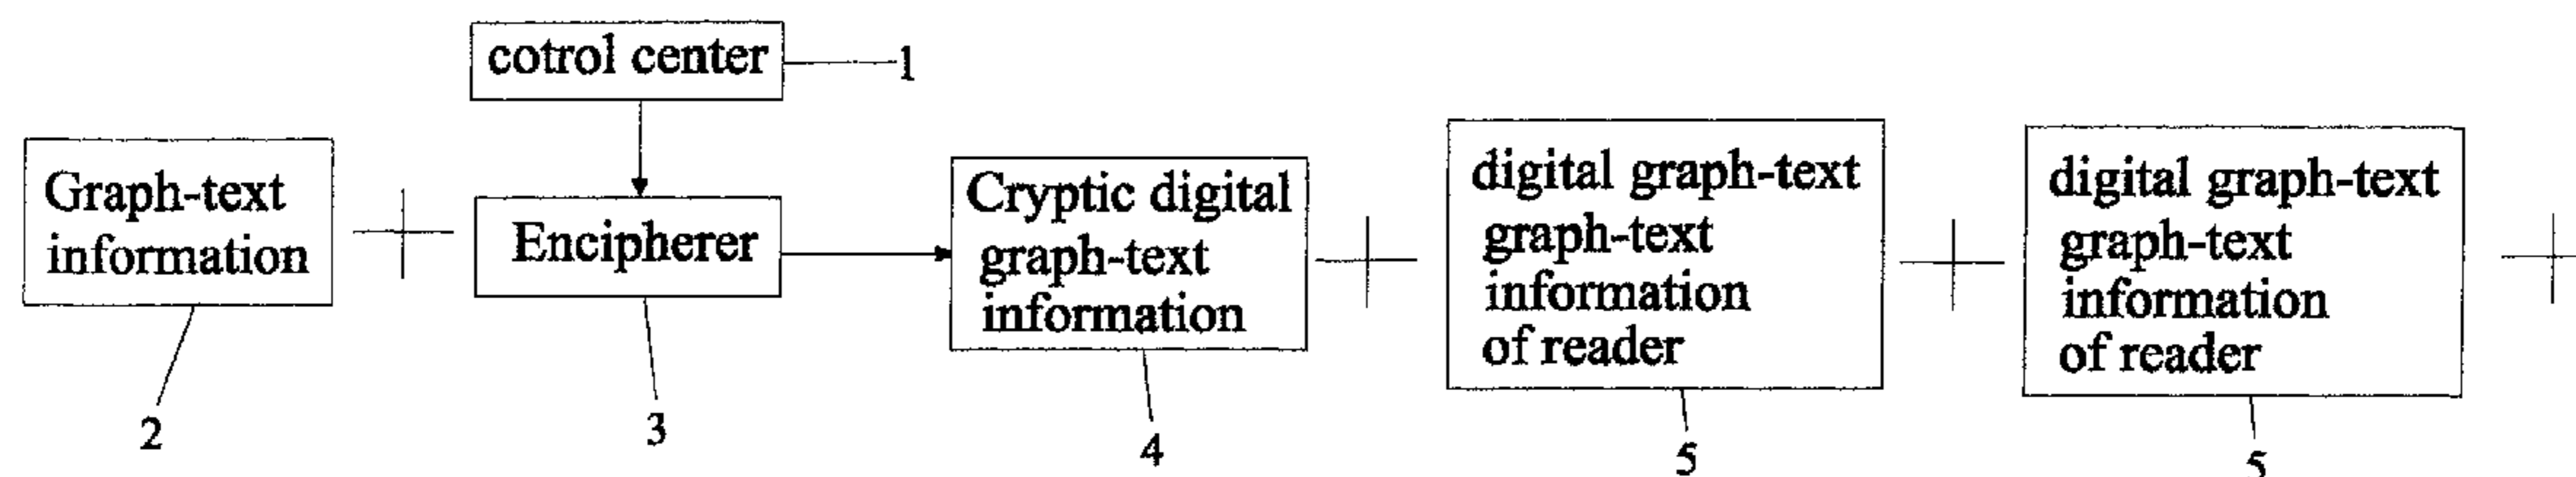 cotrol center
1
Graph-text
information
2
Encipherer
3
Cryptic digital
graph-text
information
4
digital graph-text
graph-text
information
of reader
5
digital graph-text
graph-text
information
of reader
5